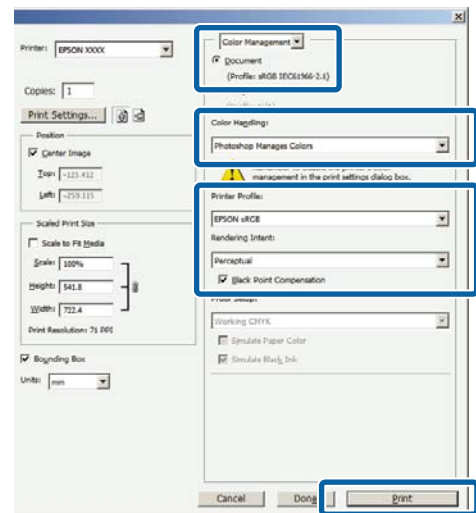 Printer: EPSON XXXX
Copies: 1
Print Settings...
Position
Center Image
Top: -123.412
Left: -259.115
Scaled Print Size
Scale to Fit Media
Scale: 100%
Height: 541.8
Width: 722.4
Print Resolution: 71 PPI
Bounding Box
Units: mm
Color Management
Document
(Profile: sRGB IEC61966-2.1)
Color Handling:
Photoshop Manages Colors
management in the print settings dialog box.
Printer Profile:
EPSON sRGB
Rendering Intent:
Perceptual
Black Point Compensation
Proof Setup:
Working CMYK
Simulate Paper Color
Simulate Black Ink
Cancel
Done
Print